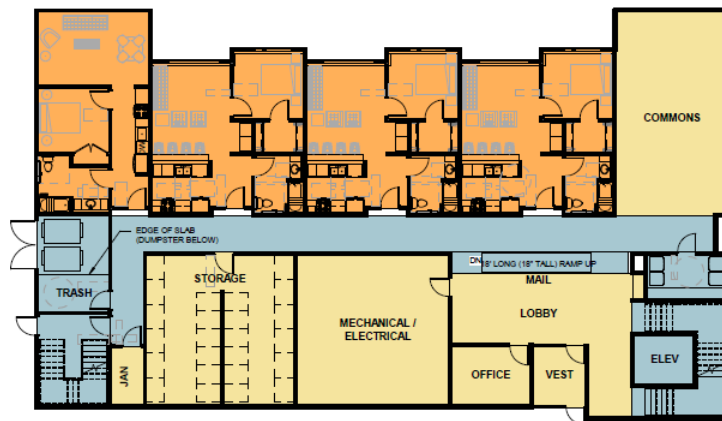 COMMONS
EDGE OF SLAB
(DUMPSTER BELOW)
DN
18' LONG (18" TALL) RAMP UP
TRASH
STORAGE
MAIL
LOBBY
MECHANICAL /
ELECTRICAL
ELEV
JAN
OFFICE
VEST